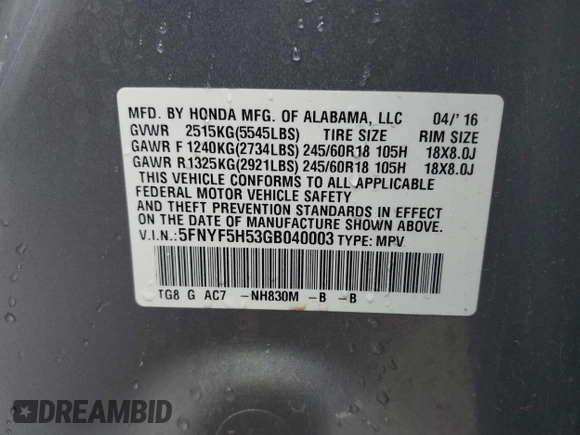 MFD. BY HONDA MFG. OF ALABAMA, LLC 04/'16
GVWR 2515KG(5545LBS) TIRE SIZE RIM SIZE
GAWR F 1240KG(2734LBS) 245/60R18 105H 18X8.0J
GAWR R 1325KG(2921LBS) 245/60R18 105H 18X8.0J
THIS VEHICLE CONFORMS TO ALL APPLICABLE
FEDERAL MOTOR VEHICLE SAFETY
AND THEFT PREVENTION STANDARDS IN EFFECT
ON THE DATE OF MANUFACTURE SHOWN ABOVE.
V.I.N.:5FNYF5H53GB040003 TYPE: MPV
TG8 G AC7 -NH830M -B -B
DREAMBID